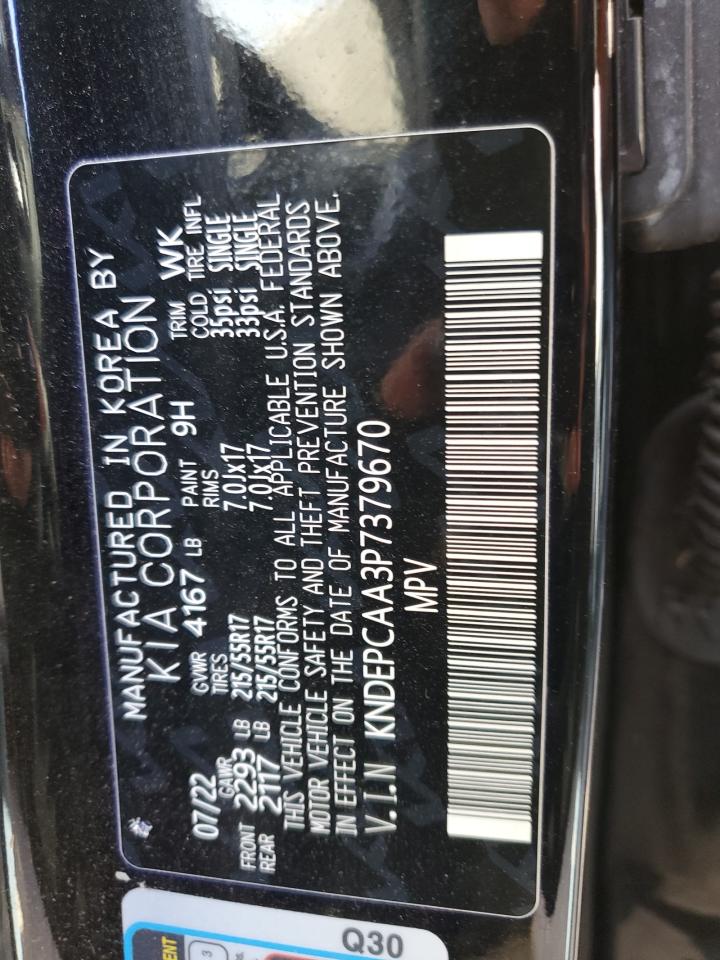 MANUFACTURED IN KOREA BY
KIA CORPORATION
07/22 GVWR 4167 LB PAINT 9H TRIM WK
GAWR TIRES RIMS COLD TIRE INFL
FRONT 2293 LB 215/55R17 7.0Jx17 35psi SINGLE
REAR 2117 LB 215/55R17 7.0Jx17 33psi SINGLE
THIS VEHICLE CONFORMS TO ALL APPLICABLE U.S.A. FEDERAL
MOTOR VEHICLE SAFETY AND THEFT PREVENTION STANDARDS
IN EFFECT ON THE DATE OF MANUFACTURE SHOWN ABOVE.
V.I.N KNDEPCAA3P7379670
MPV
Q30